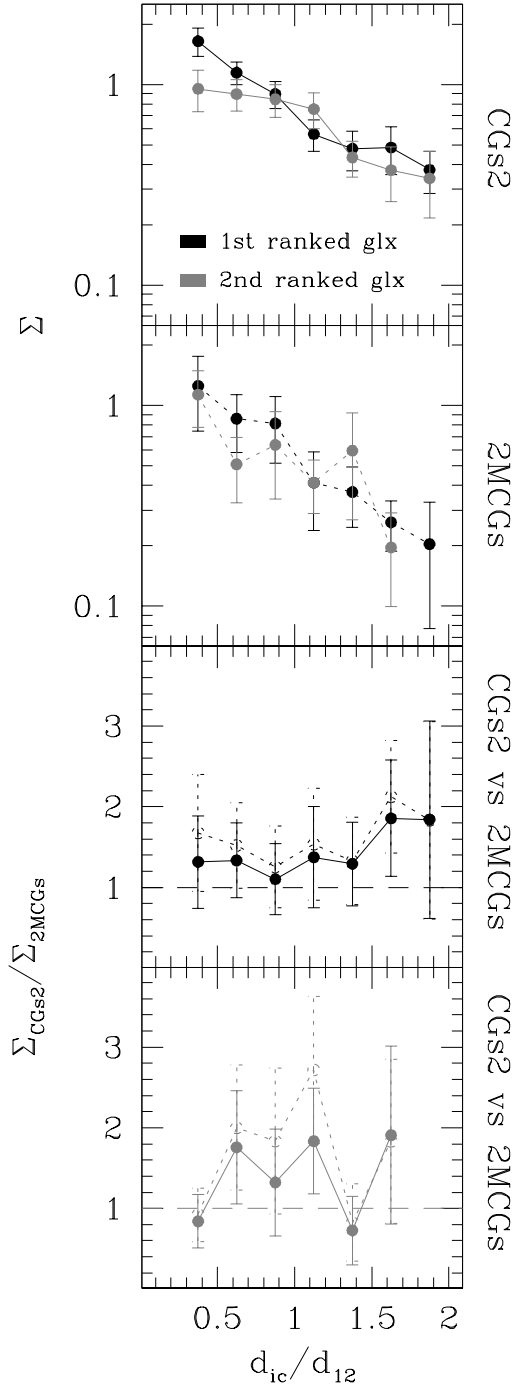 1
0.1
1st ranked glx
2nd ranked glx
CGs2
Σ
1
0.1
2MCGs
3
2
1
CGs2 vs 2MCGs
Σ_CGs2/Σ_2MCGs
3
2
1
CGs2 vs 2MCGs
0.5 1 1.5 2
d_ic/d_12